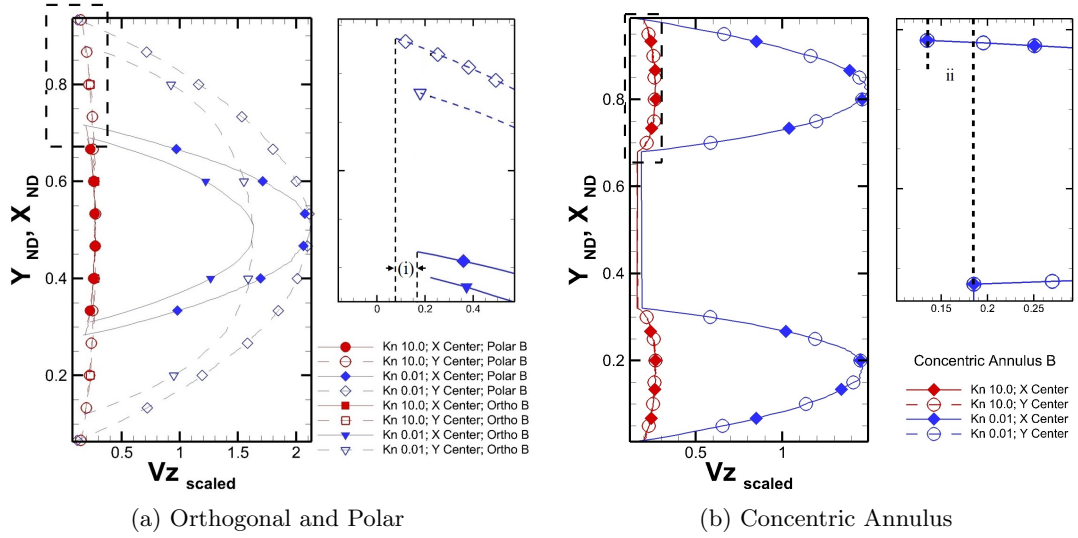 Y ND, X ND
0.8
0.6
0.4
0.2
0.5
1
1.5
2
Vz scaled
(i)
0
0.2
0.4
Kn 10.0; X Center; Polar B
Kn 10.0; Y Center; Polar B
Kn 0.01; X Center; Polar B
Kn 0.01; Y Center; Polar B
Kn 10.0; X Center; Ortho B
Kn 10.0; Y Center; Ortho B
Kn 0.01; X Center; Ortho B
Kn 0.01; Y Center; Ortho B
(a) Orthogonal and Polar
Y ND, X ND
0.8
0.6
0.4
0.2
0.5
1
Vz scaled
ii
0.15
0.2
0.25
Concentric Annulus B
Kn 10.0; X Center
Kn 10.0; Y Center
Kn 0.01; X Center
Kn 0.01; Y Center
(b) Concentric Annulus